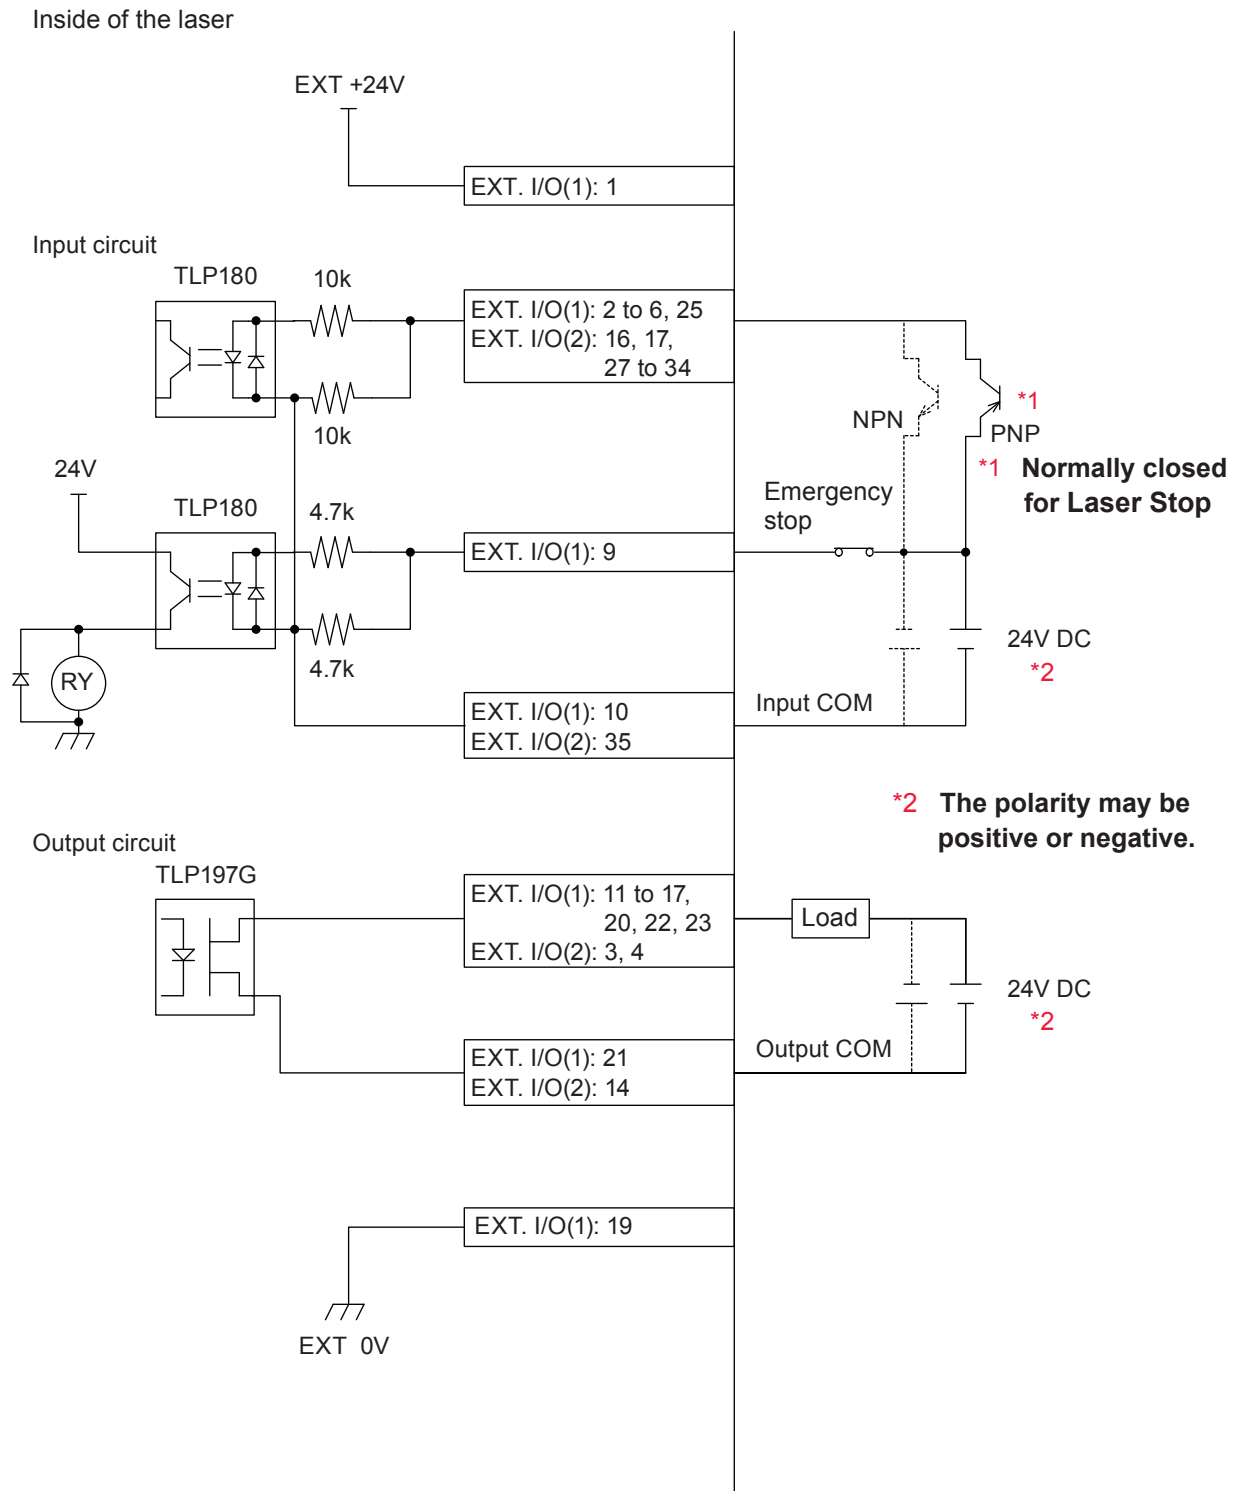 Inside of the laser
EXT +24V
EXT. I/O(1): 1
Input circuit
TLP180
10k
EXT. I/O(1): 2 to 6, 25
EXT. I/O(2): 16, 17,
27 to 34
10k
NPN
*1
PNP
*1 Normally closed
for Laser Stop
24V
TLP180
4.7k
EXT. I/O(1): 9
Emergency
stop
4.7k
RY
24V DC
*2
EXT. I/O(1): 10
EXT. I/O(2): 35
Input COM
*2 The polarity may be
positive or negative.
Output circuit
TLP197G
EXT. I/O(1): 11 to 17,
20, 22, 23
EXT. I/O(2): 3, 4
Load
24V DC
*2
EXT. I/O(1): 21
EXT. I/O(2): 14
Output COM
EXT. I/O(1): 19
EXT 0V